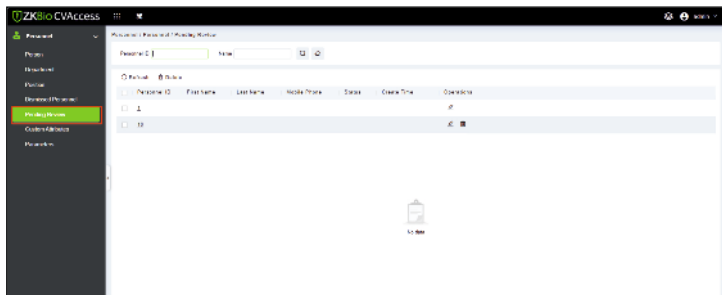 ZKBio CVAccess
admin
Personnel
Personnel / Personnel / Pending Review
Person
Personnel ID
Name
Department
Refresh Delete
Position
Personnel ID First Name Last Name Mobile Phone Status Create Time Operations
Dismissed Personnel
1
Pending Review
Custom Attributes
Parameters
No data